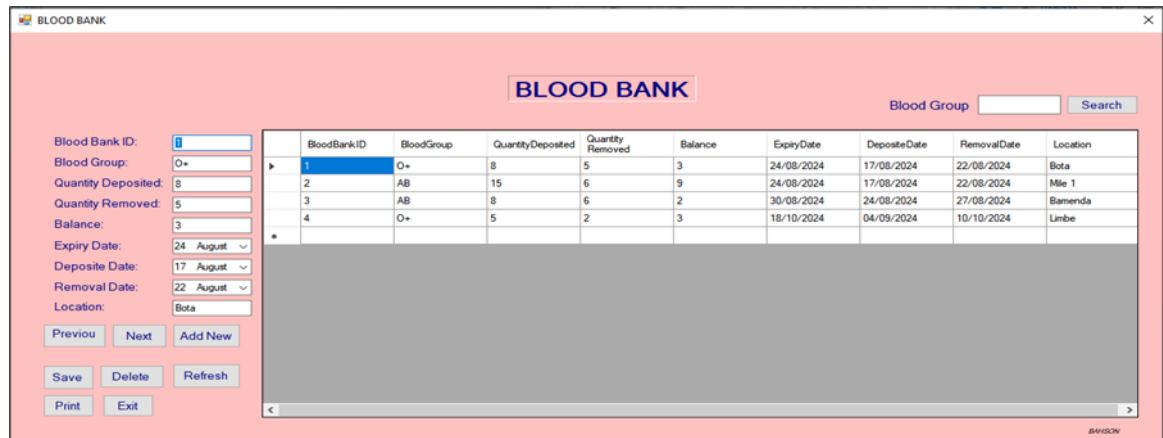 BLOOD BANK
BLOOD BANK
Blood Group Search
Blood Bank ID: 1
Blood Group: O+
Quantity Deposited: 8
Quantity Removed: 5
Balance: 3
Expiry Date: 24 August
Deposite Date: 17 August
Removal Date: 22 August
Location: Bota
Previou Next Add New
Save Delete Refresh
Print Exit
BloodBankID BloodGroup QuantityDeposited Quantity Removed Balance ExpiryDate DepositeDate RemovalDate Location
1 O+ 8 5 3 24/08/2024 17/08/2024 22/08/2024 Bota
2 AB 15 6 9 24/08/2024 17/08/2024 22/08/2024 Mile 1
3 AB 8 6 2 30/08/2024 24/08/2024 27/08/2024 Bamenda
4 O+ 5 2 3 18/10/2024 04/09/2024 10/10/2024 Limbe